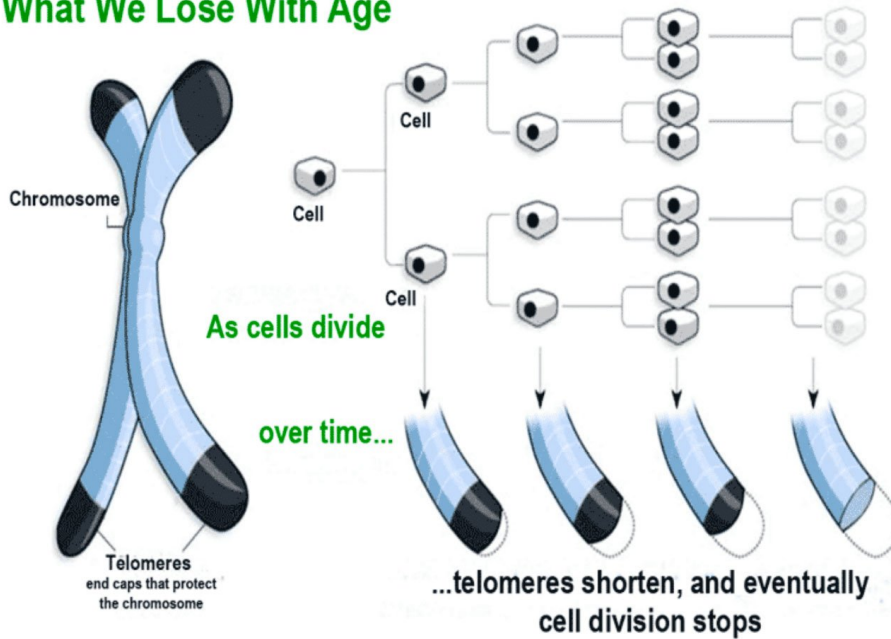 What We Lose With Age
Cell
Chromosome
Cell
Cell
As cells divide
over time...
Telomeres
end caps that protect
the chromosome
...telomeres shorten, and eventually
cell division stops